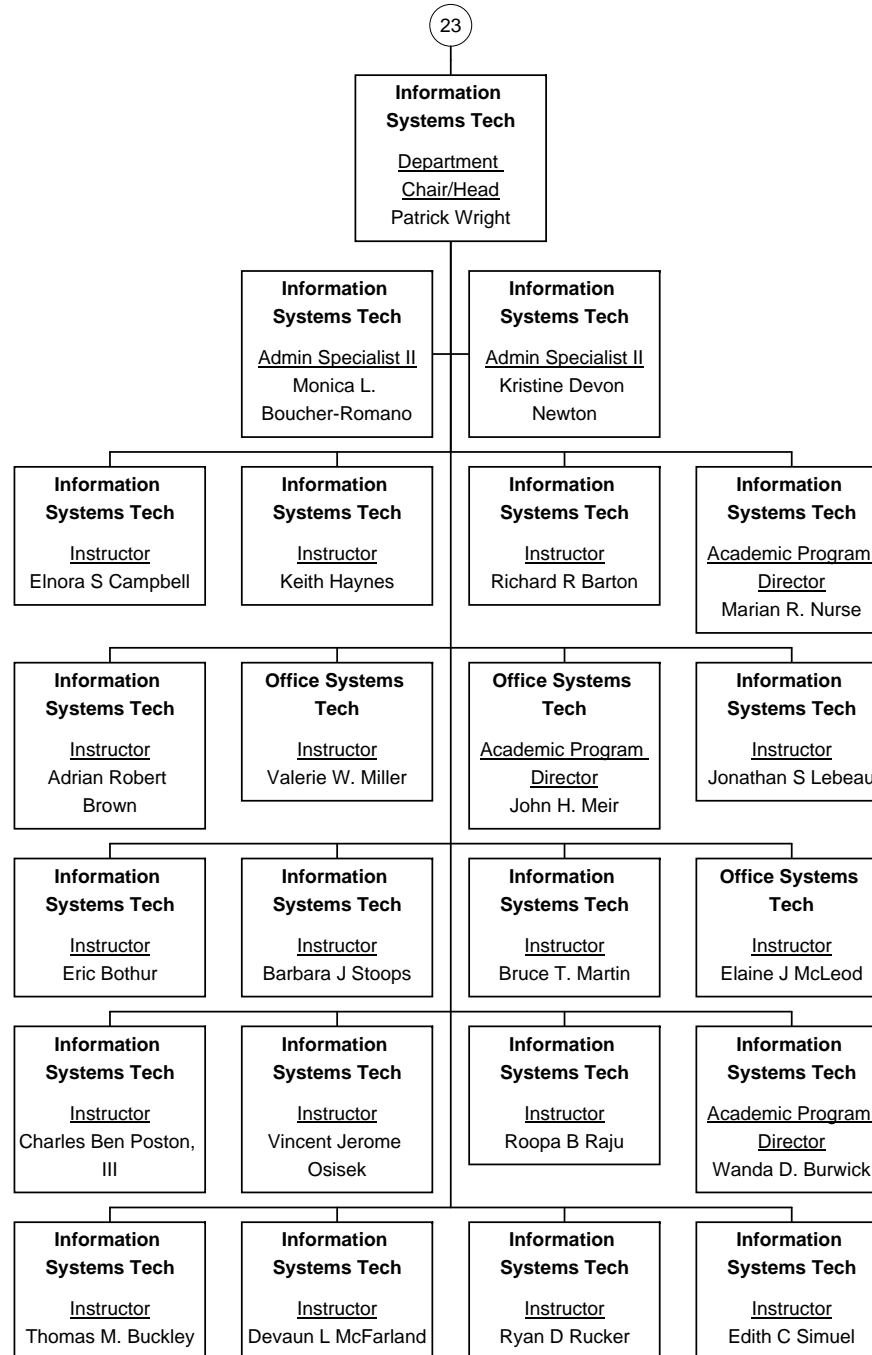 23
Information
Systems Tech
Department
Chair/Head
Patrick Wright
Information
Systems Tech
Admin Specialist II
Monica L.
Boucher-Romano
Information
Systems Tech
Admin Specialist II
Kristine Devon
Newton
Information
Systems Tech
Instructor
Elnora S Campbell
Information
Systems Tech
Instructor
Keith Haynes
Information
Systems Tech
Instructor
Richard R Barton
Information
Systems Tech
Academic Program
Director
Marian R. Nurse
Information
Systems Tech
Instructor
Adrian Robert
Brown
Office Systems
Tech
Instructor
Valerie W. Miller
Office Systems
Tech
Academic Program
Director
John H. Meir
Information
Systems Tech
Instructor
Jonathan S Lebeau
Information
Systems Tech
Instructor
Eric Bothur
Information
Systems Tech
Instructor
Barbara J Stoops
Information
Systems Tech
Instructor
Bruce T. Martin
Office Systems
Tech
Instructor
Elaine J McLeod
Information
Systems Tech
Instructor
Charles Ben Poston,
III
Information
Systems Tech
Instructor
Vincent Jerome
Osisek
Information
Systems Tech
Instructor
Roopa B Raju
Information
Systems Tech
Academic Program
Director
Wanda D. Burwick
Information
Systems Tech
Instructor
Thomas M. Buckley
Information
Systems Tech
Instructor
Devaun L McFarland
Information
Systems Tech
Instructor
Ryan D Rucker
Information
Systems Tech
Instructor
Edith C Simuel